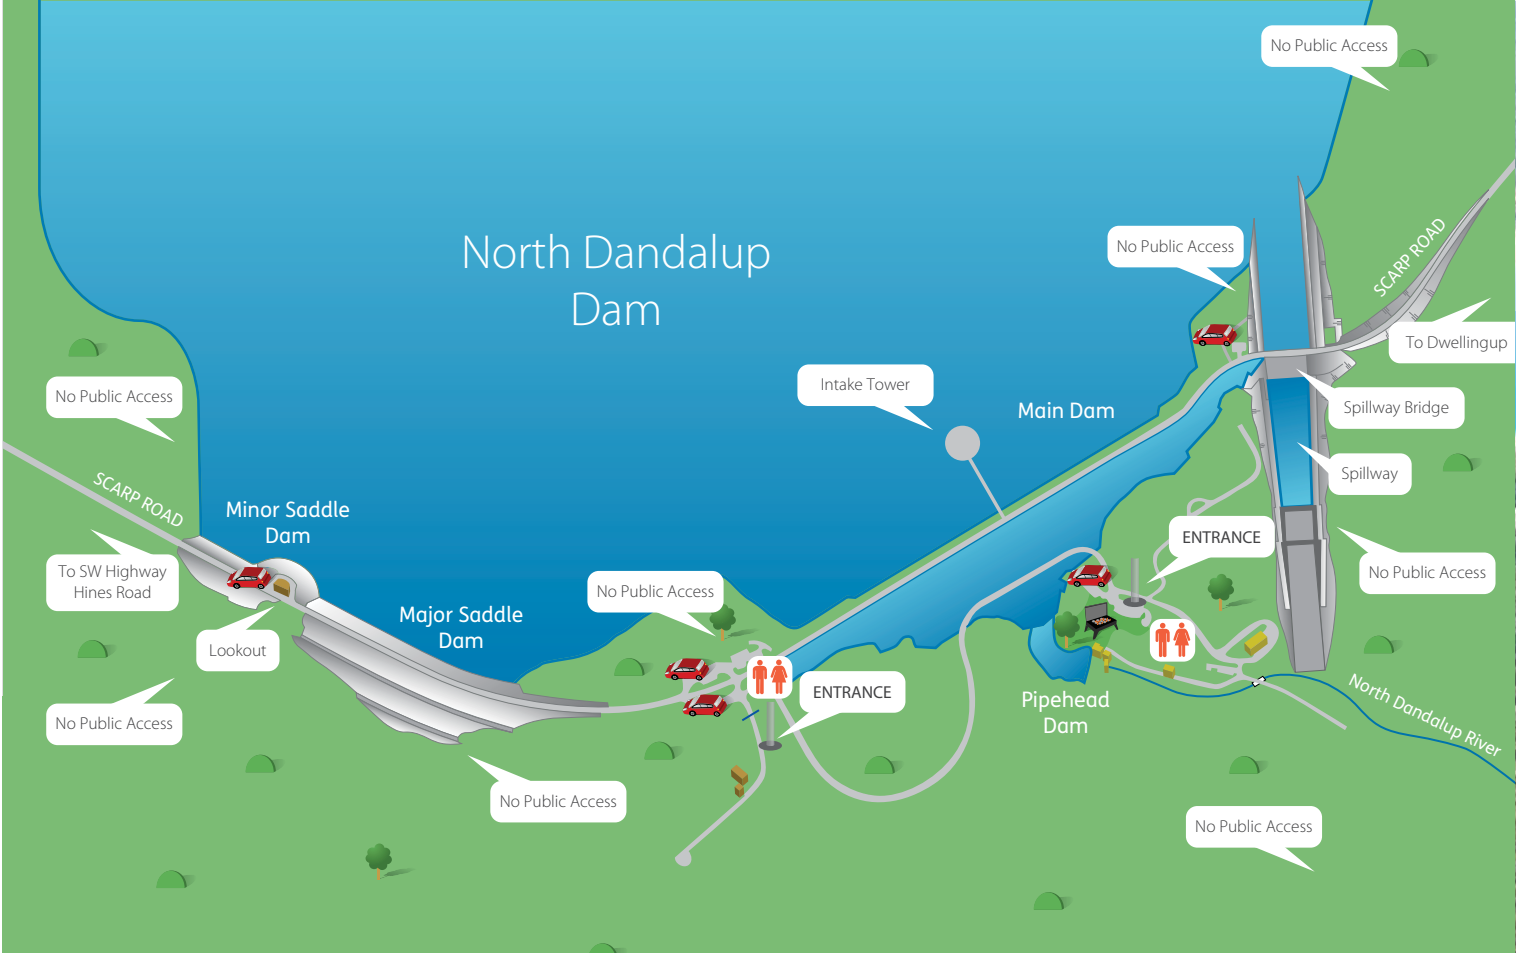 No Public Access
North Dandalup
Dam
No Public Access
SCARP ROAD
To Dwellingup
Intake Tower
Main Dam
No Public Access
Spillway Bridge
Spillway
SCARP ROAD
Minor Saddle
Dam
ENTRANCE
To SW Highway
Hines Road
No Public Access
No Public Access
Major Saddle
Dam
Lookout
No Public Access
ENTRANCE
Pipehead
Dam
North Dandalup River
No Public Access
No Public Access